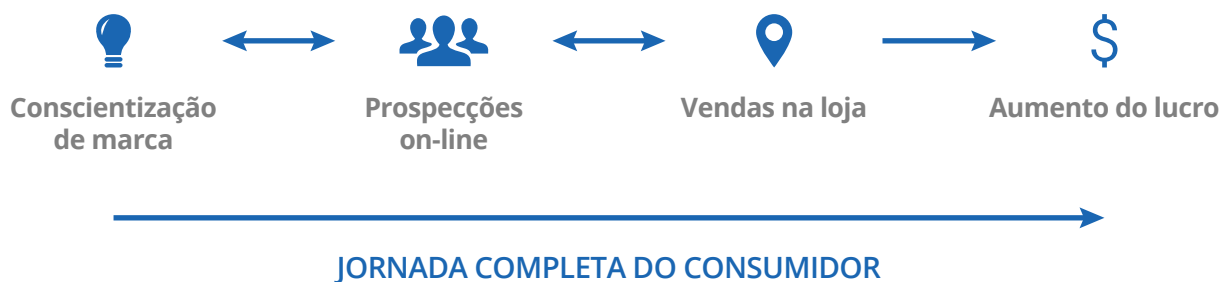 Conscientização
de marca
Prospecções
on-line
Vendas na loja
Aumento do lucro
JORNADA COMPLETA DO CONSUMIDOR